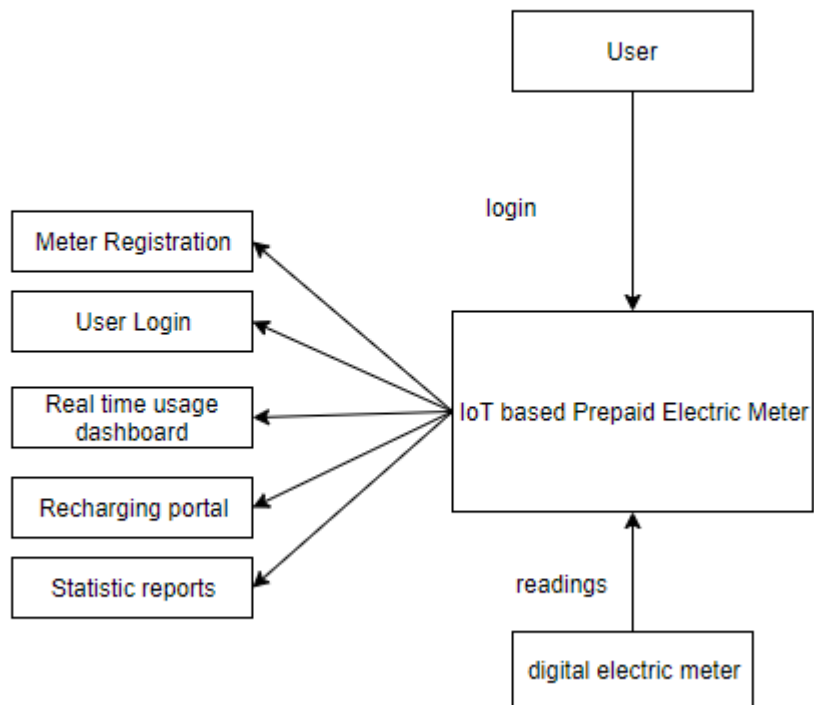 User
login
Meter Registration
User Login
Real time usage
dashboard
IoT based Prepaid Electric Meter
Recharging portal
Statistic reports
readings
digital electric meter